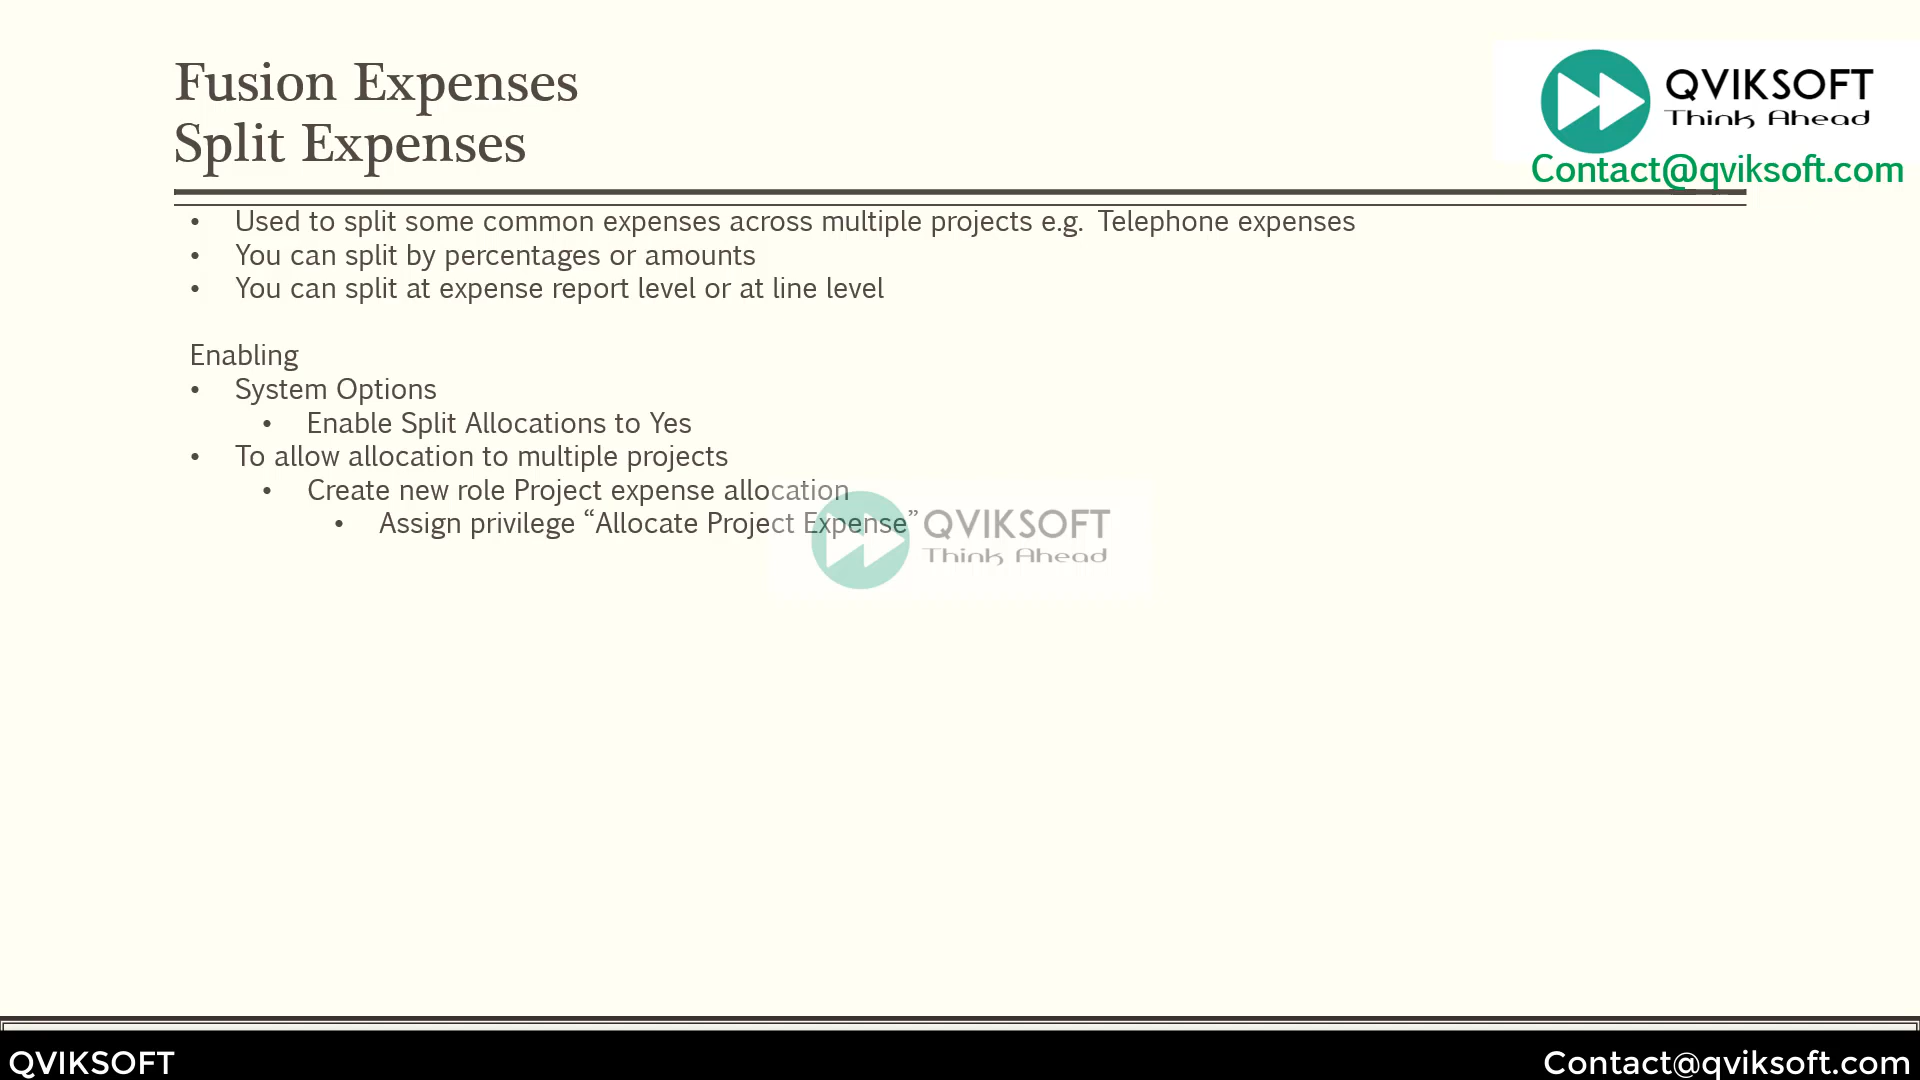 Fusion Expenses
Split Expenses
QVIKSOFT
Think Ahead
Contact@qviksoft.com
• Used to split some common expenses across multiple projects e.g. Telephone expenses
• You can split by percentages or amounts
• You can split at expense report level or at line level
Enabling
• System Options
• Enable Split Allocations to Yes
• To allow allocation to multiple projects
• Create new role Project expense allocation
• Assign privilege “Allocate Project Expense”
QVIKSOFT
Think Ahead
QVIKSOFT
Contact@qviksoft.com